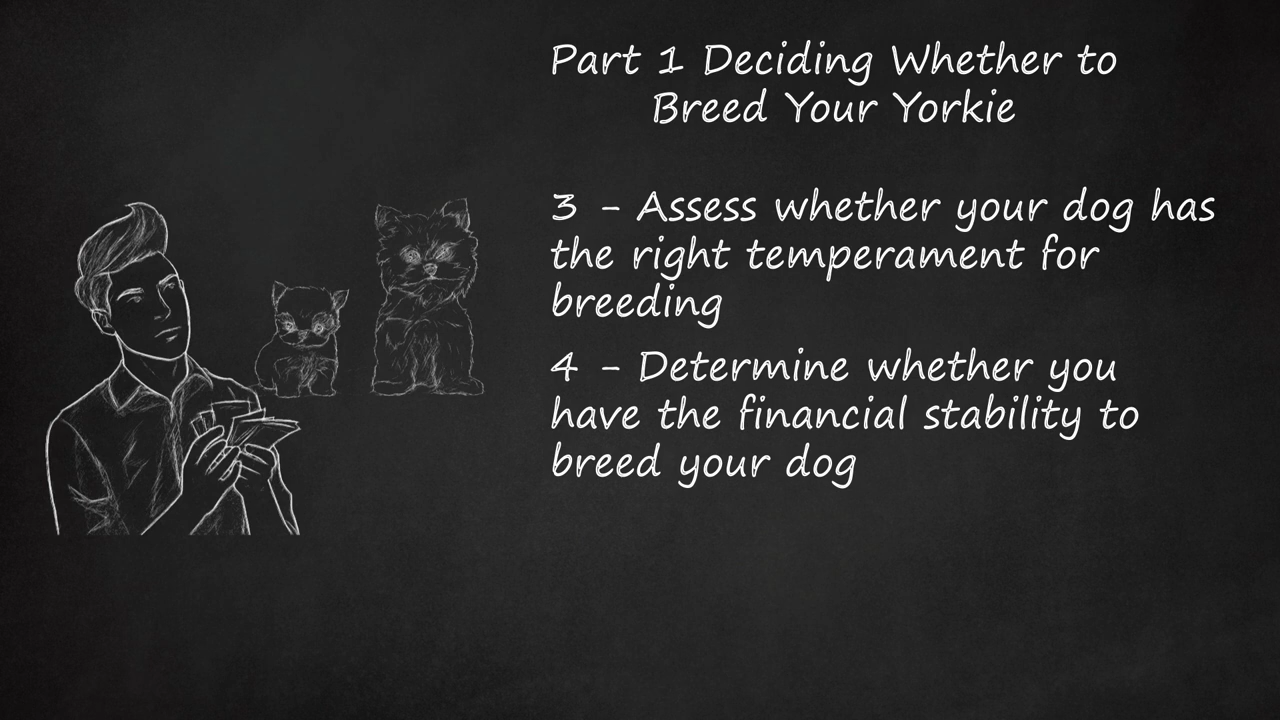 Part 1 Deciding Whether to
Breed Your Yorkie
3 - Assess whether your dog has
the right temperament for
breeding
4 - Determine whether you
have the financial stability to
breed your dog